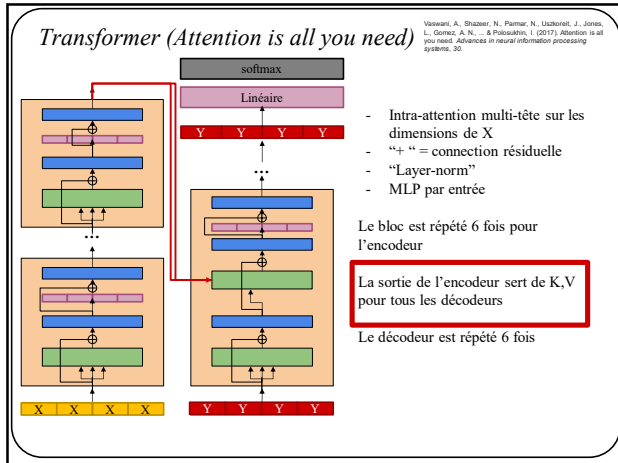 Transformer (Attention is all you need)
Vaswani, A., Shazeer, N., Parmar, N., Uszkoreit, J., Jones,
L., Gomez, A. N., ... & Polosukhin, I. (2017). Attention is all
you need. Advances in neural information processing
systems, 30.
softmax
Linéaire
Y Y Y Y
- Intra-attention multi-tête sur les
dimensions de X
- “+ “ = connection résiduelle
- “Layer-norm”
- MLP par entrée
Le bloc est répété 6 fois pour
l’encodeur
La sortie de l’encodeur sert de K,V
pour tous les décodeurs
Le décodeur est répété 6 fois
...
...
X X X X
Y Y Y Y